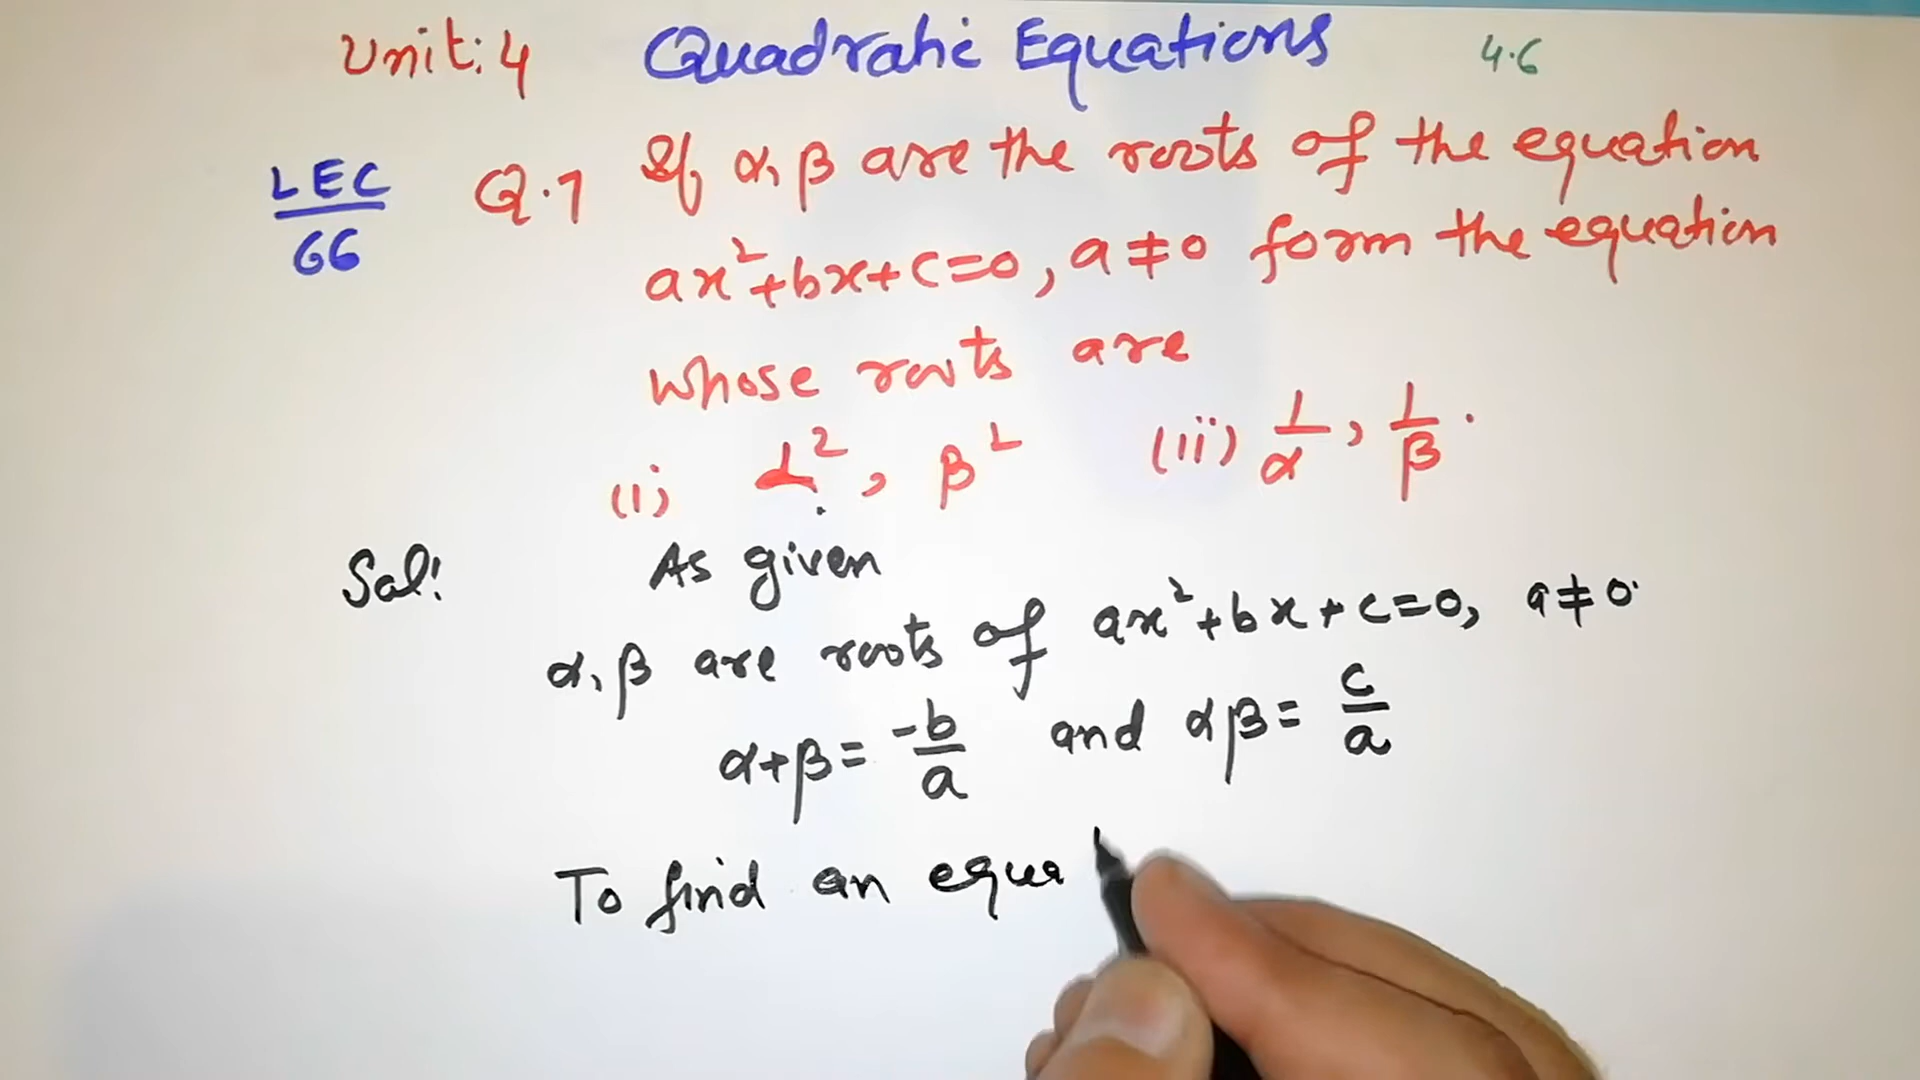 Unit: 4 Quadratic Equations 4.6
LEC
66
Q.7 If α, β are the roots of the equation
ax²+bx+c=0, a≠0 form the equation
whose roots are
(i) α², β² (ii) 1/α, 1/β.
Sol: As given
α, β are roots of ax²+bx+c=0, a≠0.
α+β = -b/a and αβ = c/a
To find an equa